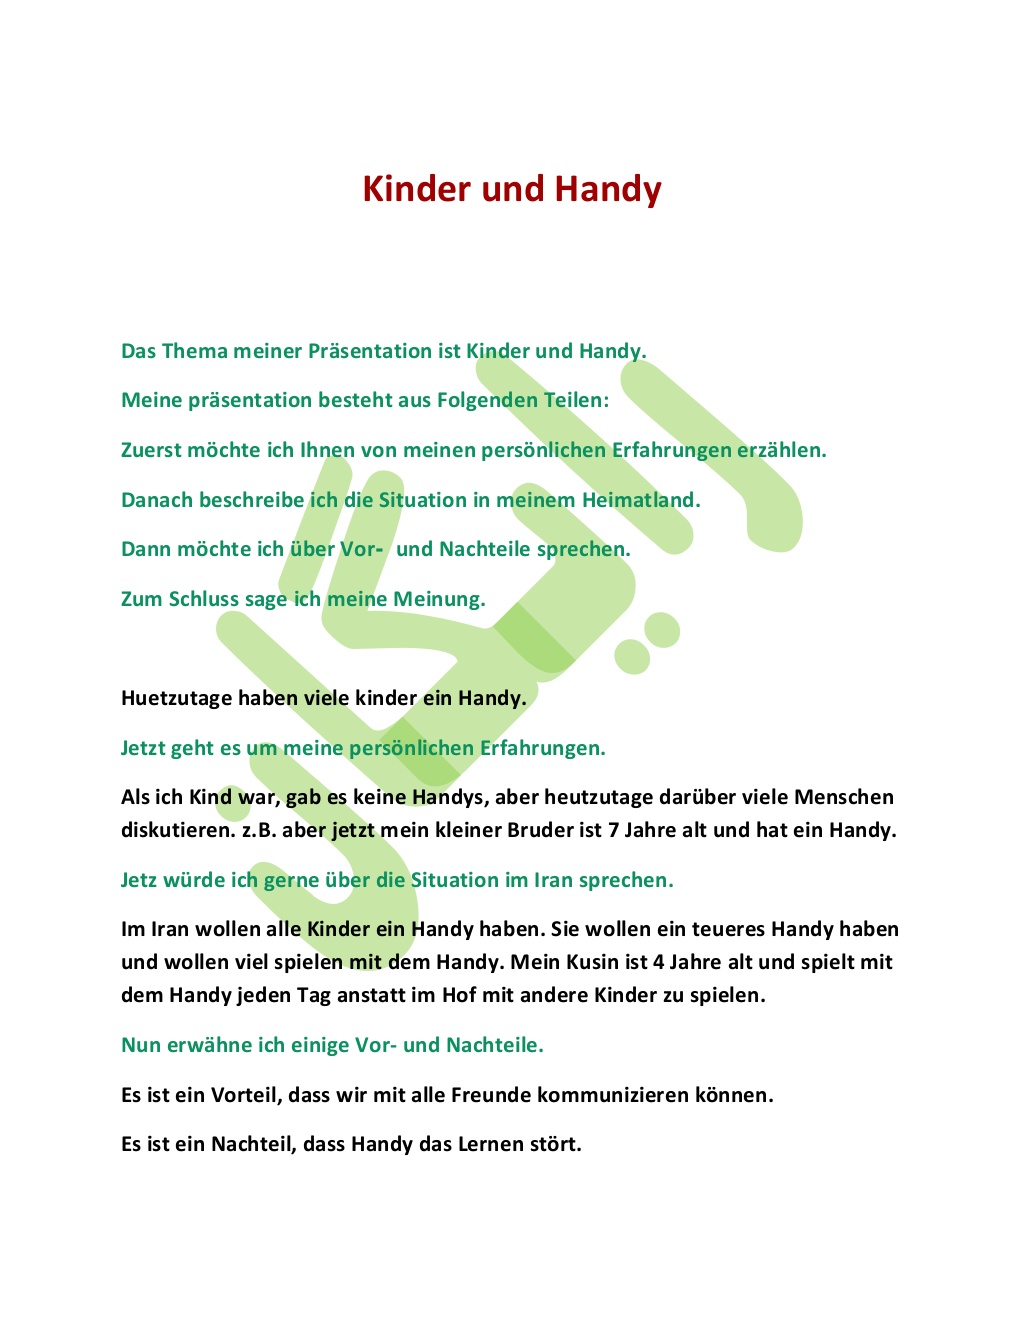 Kinder und Handy
Das Thema meiner Präsentation ist Kinder und Handy.
Meine präsentation besteht aus Folgenden Teilen:
Zuerst möchte ich Ihnen von meinen persönlichen Erfahrungen erzählen.
Danach beschreibe ich die Situation in meinem Heimatland.
Dann möchte ich über Vor- und Nachteile sprechen.
Zum Schluss sage ich meine Meinung.
Huetzutage haben viele kinder ein Handy.
Jetzt geht es um meine persönlichen Erfahrungen.
Als ich Kind war, gab es keine Handys, aber heutzutage darüber viele Menschen
diskutieren. z.B. aber jetzt mein kleiner Bruder ist 7 Jahre alt und hat ein Handy.
Jetz würde ich gerne über die Situation im Iran sprechen.
Im Iran wollen alle Kinder ein Handy haben. Sie wollen ein teueres Handy haben
und wollen viel spielen mit dem Handy. Mein Kusin ist 4 Jahre alt und spielt mit
dem Handy jeden Tag anstatt im Hof mit andere Kinder zu spielen.
Nun erwähne ich einige Vor- und Nachteile.
Es ist ein Vorteil, dass wir mit alle Freunde kommunizieren können.
Es ist ein Nachteil, dass Handy das Lernen stört.
رایگان